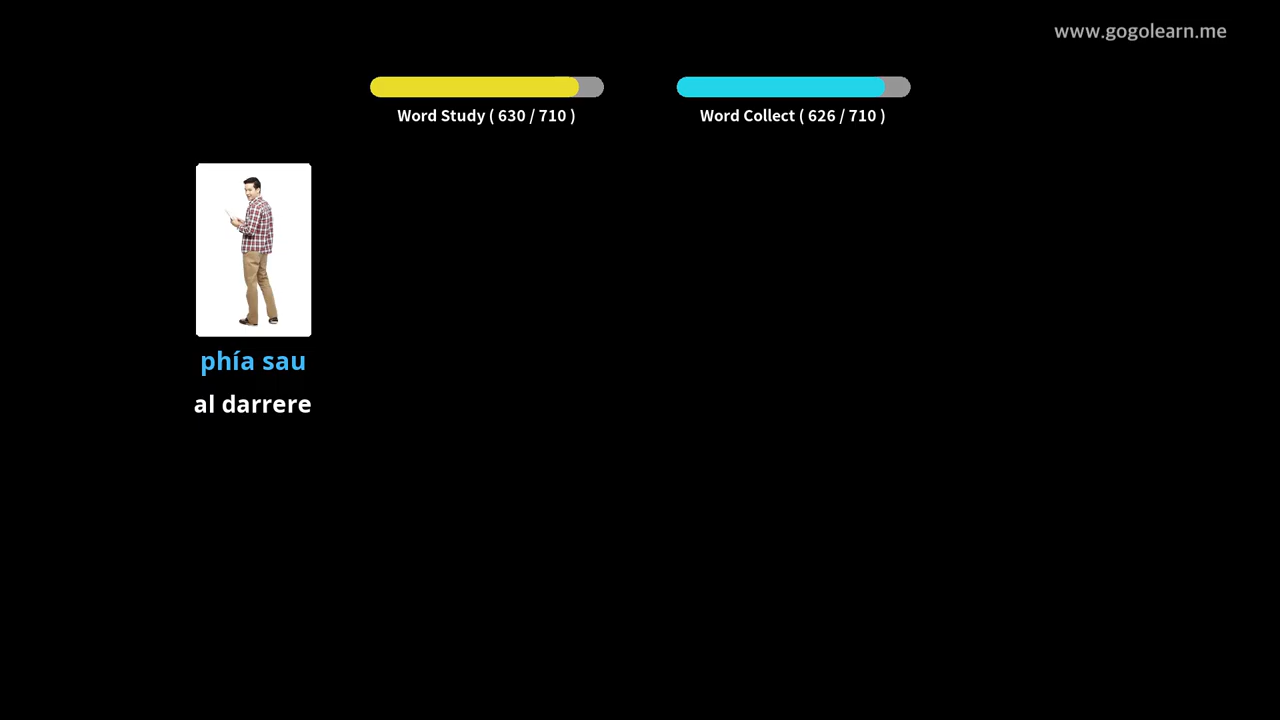 www.gogolearn.me
Word Study ( 630 / 710 )
Word Collect ( 626 / 710 )
phía sau
al darrere